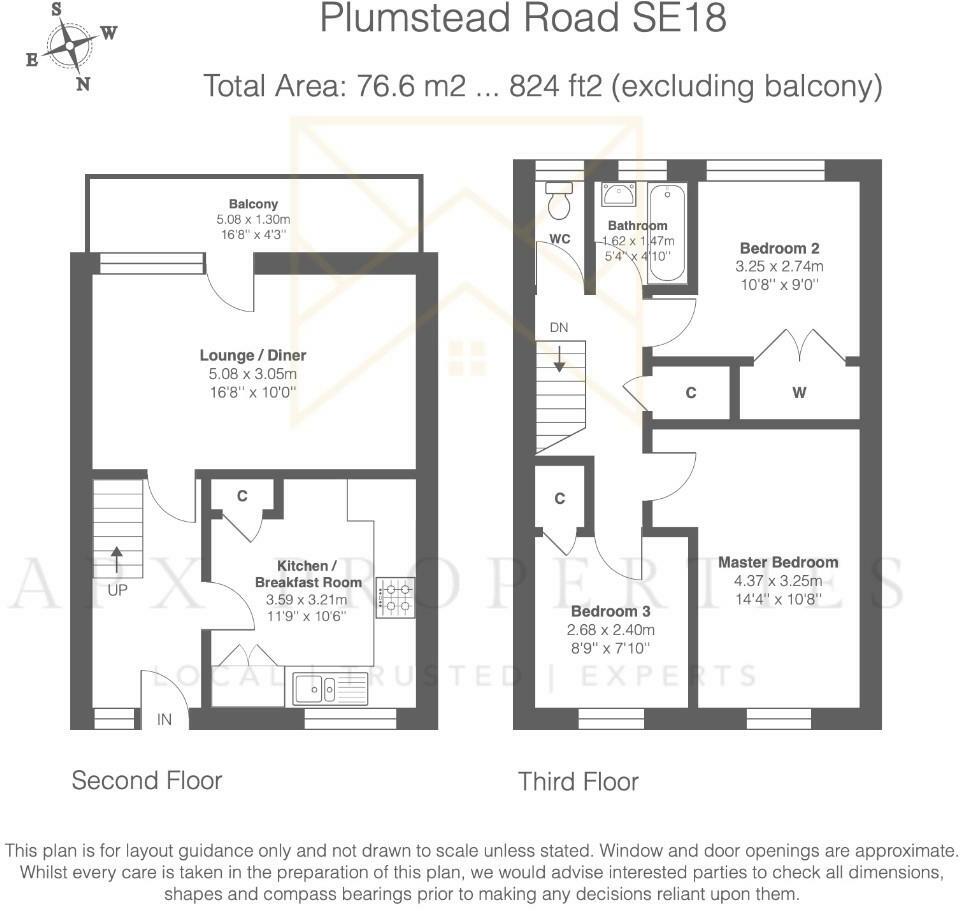 Plumstead Road SE18
Total Area: 76.6 m2 ... 824 ft2 (excluding balcony)
S
W
E
N
Balcony
5.08 x 1.30m
16'8" x 4'3"
Lounge / Diner
5.08 x 3.05m
16'8" x 10'0"
C
Kitchen /
Breakfast Room
3.59 x 3.21m
11'9" x 10'6"
UP
IN
Second Floor
WC
Bathroom
1.62 x 1.47m
5'4" x 4'10"
Bedroom 2
3.25 x 2.74m
10'8" x 9'0"
DN
C
W
C
Master Bedroom
4.37 x 3.25m
14'4" x 10'8"
Bedroom 3
2.68 x 2.40m
8'9" x 7'10"
Third Floor
APX PROPERTIES
LOCAL | TRUSTED | EXPERTS
This plan is for layout guidance only and not drawn to scale unless stated. Window and door openings are approximate.
Whilst every care is taken in the preparation of this plan, we would advise interested parties to check all dimensions,
shapes and compass bearings prior to making any decisions reliant upon them.